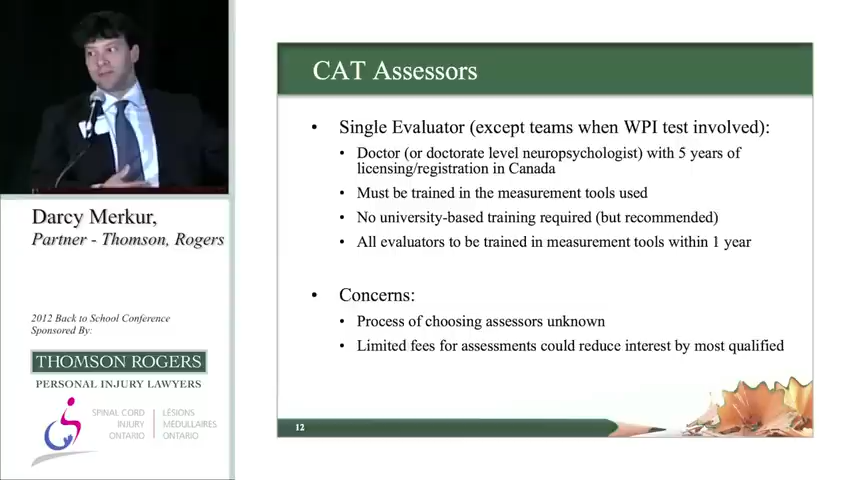 Darcy Merkur,
Partner - Thomson, Rogers
2012 Back to School Conference
Sponsored By:
THOMSON ROGERS
PERSONAL INJURY LAWYERS
SPINAL CORD
INJURY
ONTARIO
LÉSIONS
MÉDULLAIRES
ONTARIO
CAT Assessors
• Single Evaluator (except teams when WPI test involved):
• Doctor (or doctorate level neuropsychologist) with 5 years of
licensing/registration in Canada
• Must be trained in the measurement tools used
• No university-based training required (but recommended)
• All evaluators to be trained in measurement tools within 1 year
• Concerns:
• Process of choosing assessors unknown
• Limited fees for assessments could reduce interest by most qualified
12